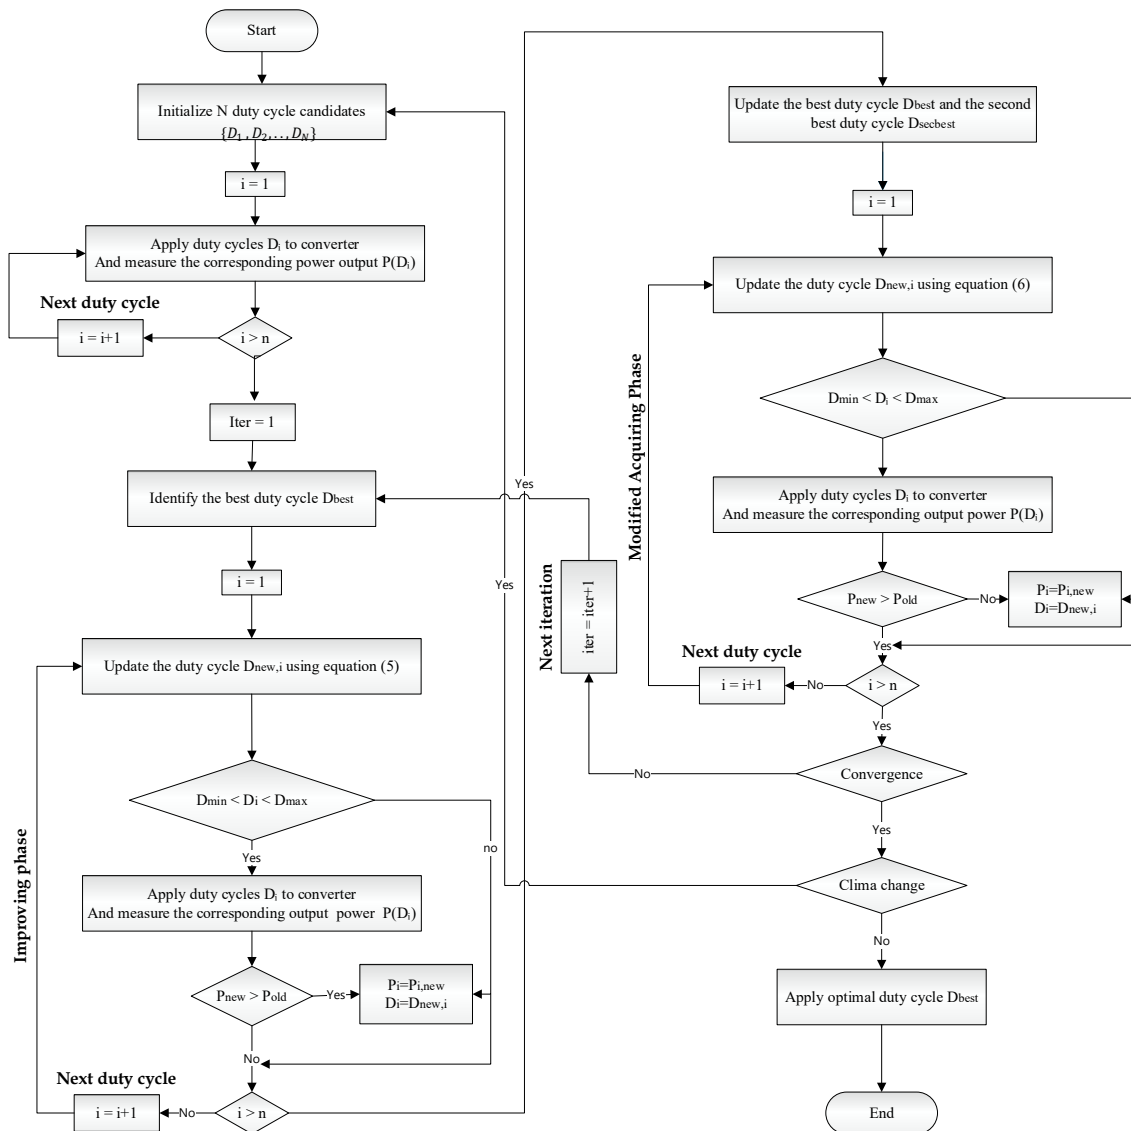 Start
Initialize N duty cycle candidates
{D₁, D₂,.., D_N}
i = 1
Apply duty cycles Di to converter
And measure the corresponding power output P(Di)
Next duty cycle
i = i+1
i > n
Iter = 1
Identify the best duty cycle Dbest
i = 1
Update the duty cycle Dnew,i using equation (5)
Dmin < Di < Dmax
no
Yes
Apply duty cycles Di to converter
And measure the corresponding output power P(Di)
Pnew > Pold
Yes
Pi=Pi,new
Di=Dnew,i
No
Next duty cycle
i = i+1
No
i > n
Improving phase
Yes
Yes
Next iteration
iter = iter+1
Update the best duty cycle Dbest and the second
best duty cycle Dsecbest
i = 1
Update the duty cycle Dnew,i using equation (6)
Dmin < Di < Dmax
Modified Acquiring Phase
Apply duty cycles Di to converter
And measure the corresponding output power P(Di)
Pnew > Pold
No
Pi=Pi,new
Di=Dnew,i
Yes
Next duty cycle
i = i+1
No
i > n
Yes
Convergence
No
Yes
Clima change
No
Apply optimal duty cycle Dbest
End